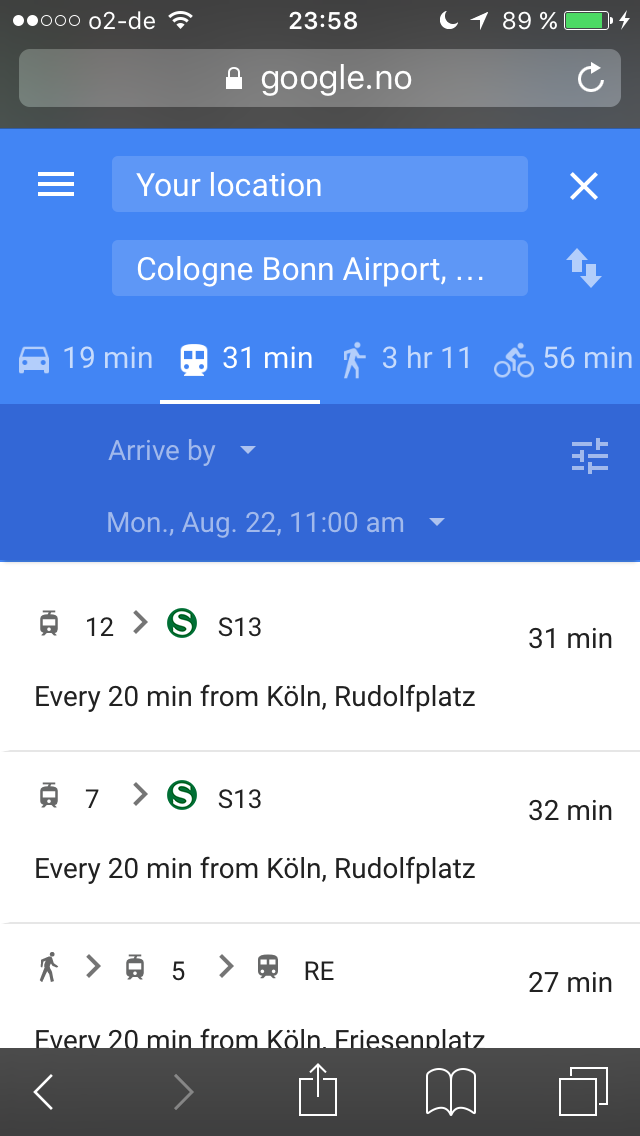 o2-de 23:58 89 %
google.no
Your location
Cologne Bonn Airport, ...
19 min 31 min 3 hr 11 56 min
Arrive by
Mon., Aug. 22, 11:00 am
12 S S13 31 min
Every 20 min from Köln, Rudolfplatz
7 S S13 32 min
Every 20 min from Köln, Rudolfplatz
5 RE 27 min
Every 20 min from Köln, Friesenplatz